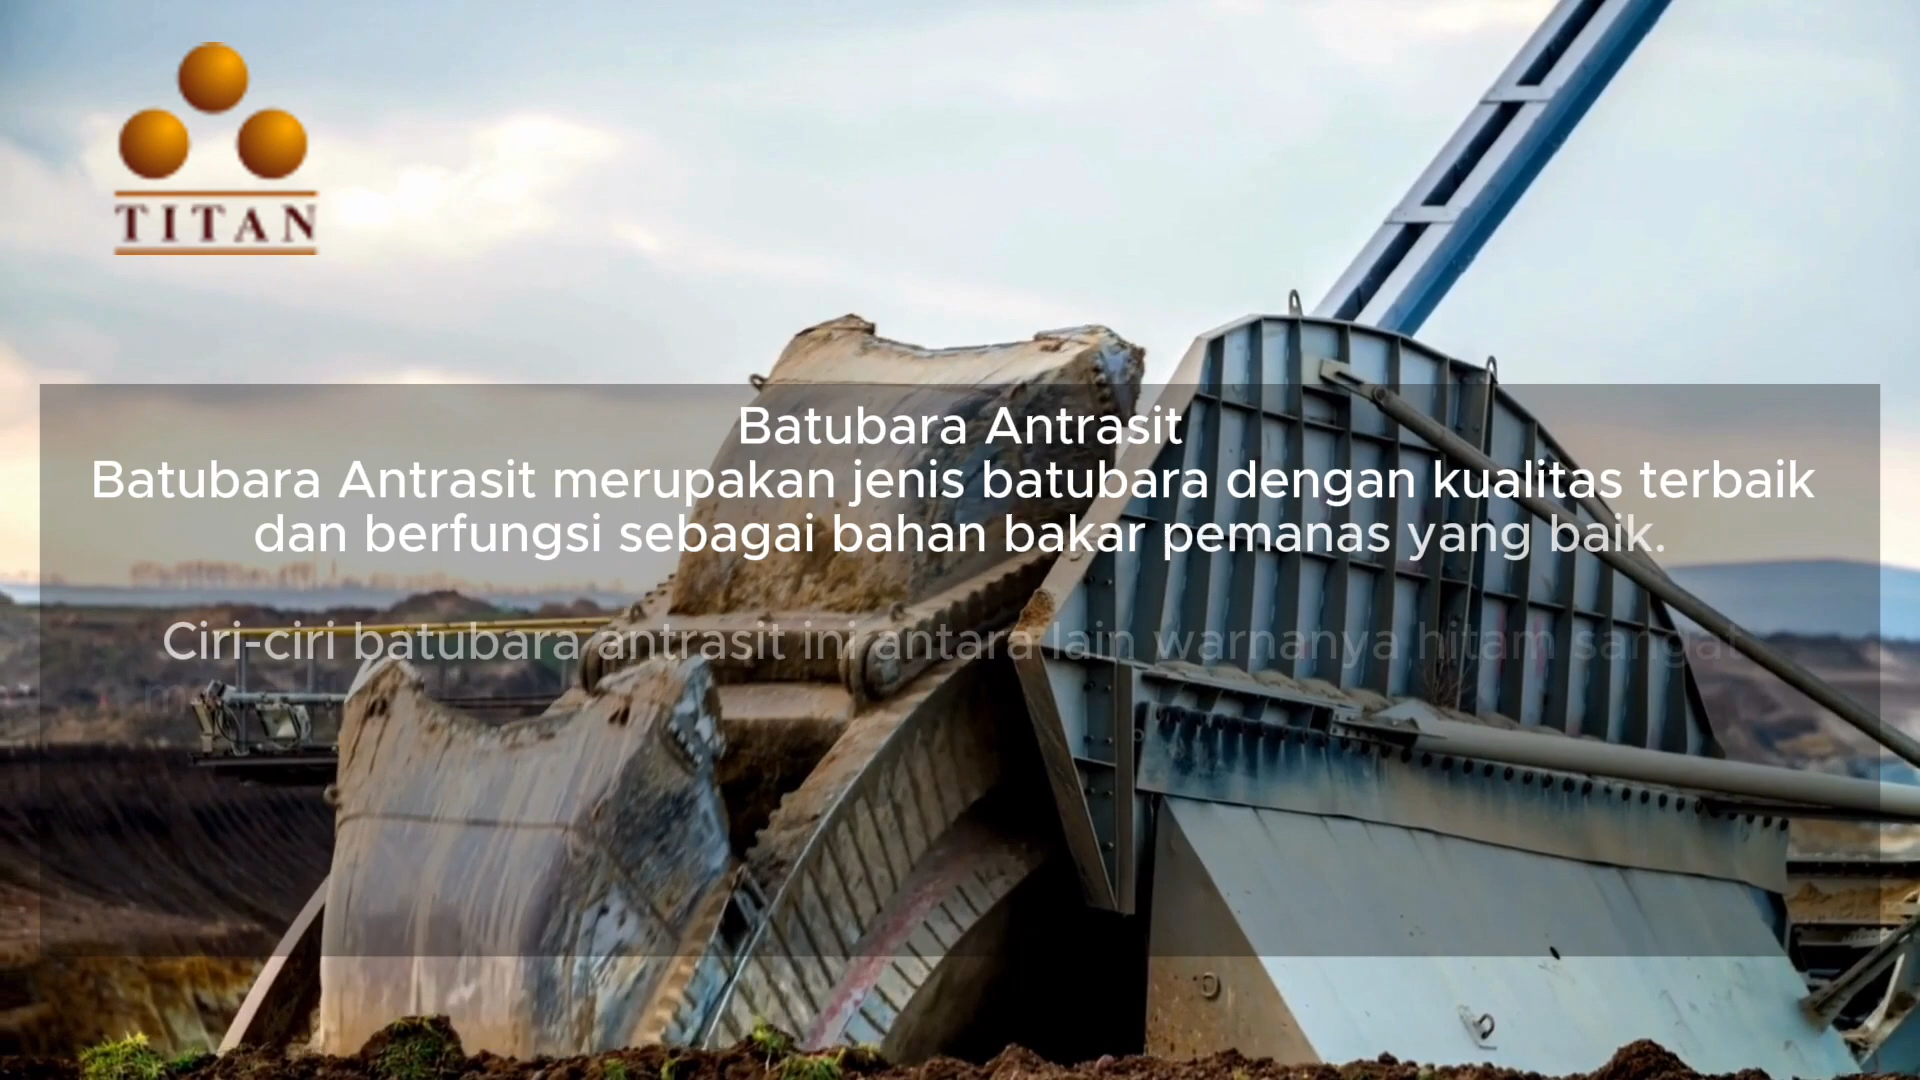 TITAN
Batubara Antrasit
Batubara Antrasit merupakan jenis batubara dengan kualitas terbaik
dan berfungsi sebagai bahan bakar pemanas yang baik.
Ciri-ciri batubara antrasit ini antara lain warnanya hitam sangat